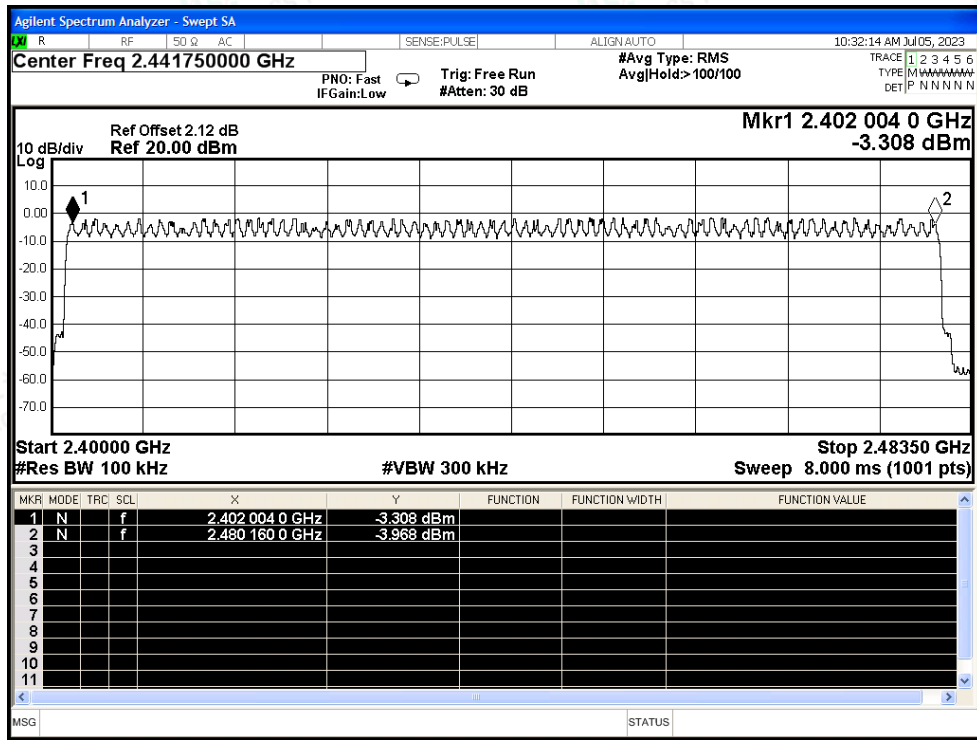 Agilent Spectrum Analyzer - Swept SA
LXI R RF 50 Ω AC SENSE:PULSE ALIGN AUTO 10:32:14 AM Jul 05, 2023
Center Freq 2.441750000 GHz #Avg Type: RMS TRACE 1 2 3 4 5 6
PNO: Fast Trig: Free Run Avg|Hold:>100/100 TYPE M WWWWW
IFGain:Low #Atten: 30 dB DET P N N N N N
Mkr1 2.402 004 0 GHz
Ref Offset 2.12 dB
10 dB/div Ref 20.00 dBm -3.308 dBm
Log
10.0
1 2
0.00
-10.0
-20.0
-30.0
-40.0
-50.0
-60.0
-70.0
Start 2.40000 GHz Stop 2.48350 GHz
#Res BW 100 kHz #VBW 300 kHz Sweep 8.000 ms (1001 pts)
MKR MODE TRC SCL X Y FUNCTION FUNCTION WIDTH FUNCTION VALUE
1 N f 2.402 004 0 GHz -3.308 dBm
2 N f 2.480 160 0 GHz -3.968 dBm
3
4
5
6
7
8
9
10
11
MSG STATUS